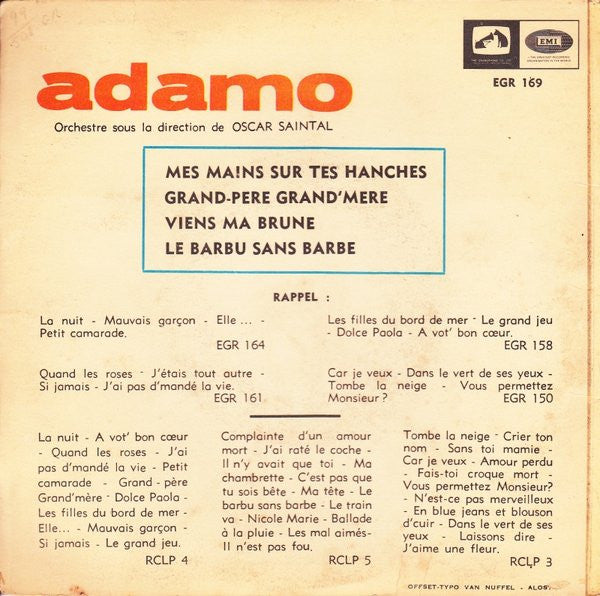 EMI
EGR 169
adamo
Orchestre sous la direction de OSCAR SAINTAL
MES MA!NS SUR TES HANCHES
GRAND-PERE GRAND'MERE
VIENS MA BRUNE
LE BARBU SANS BARBE
RAPPEL :
La nuit - Mauvais garçon - Elle ... -
Petit camarade.
EGR 164
Les filles du bord de mer - Le grand jeu
- Dolce Paola - A vot' bon cœur.
EGR 158
Quand les roses - J'étais tout autre -
Si jamais - J'ai pas d'mandé la vie.
EGR 161
Car je veux - Dans le vert de ses yeux -
Tombe la neige - Vous permettez
Monsieur ? EGR 150
La nuit - A vot' bon cœur
- Quand les roses - J'ai
pas d'mandé la vie - Petit
camarade - Grand - père
Grand'mère - Dolce Paola -
Les filles du bord de mer -
Elle... - Mauvais garçon -
Si jamais - Le grand jeu.
RCLP 4
Complainte d'un amour
mort - J'ai raté le coche -
Il n'y avait que toi - Ma
chambrette - C'est pas que
tu sois bête - Ma tête - Le
barbu sans barbe - Le train
va - Nicole Marie - Ballade
à la pluie - Les mal aimés-
Il n'est pas fou.
RCLP 5
Tombe la neige - Crier ton
nom - Sans toi mamie -
Car je veux - Amour perdu
- Fais-toi croque mort -
Vous permettez Monsieur?
- N'est-ce pas merveilleux
- En blue jeans et blouson
d'cuir - Dans le vert de ses
yeux - Laissons dire -
J'aime une fleur.
RCLP 3
OFFSET-TYPO VAN NUFFEL - ALOST.